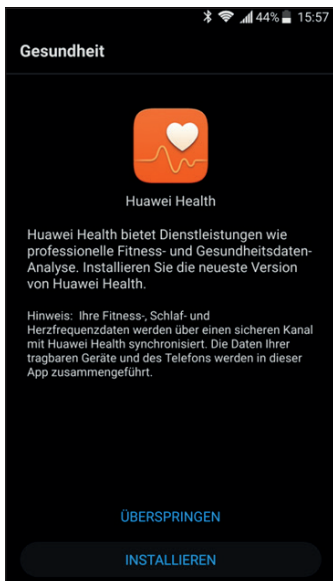 44% 15:57
Gesundheit
Huawei Health
Huawei Health bietet Dienstleistungen wie
professionelle Fitness- und Gesundheitsdaten-
Analyse. Installieren Sie die neueste Version
von Huawei Health.
Hinweis: Ihre Fitness-, Schlaf- und
Herzfrequenzdaten werden über einen sicheren Kanal
mit Huawei Health synchronisiert. Die Daten Ihrer
tragbaren Geräte und des Telefons werden in dieser
App zusammengeführt.
ÜBERSPRINGEN
INSTALLIEREN